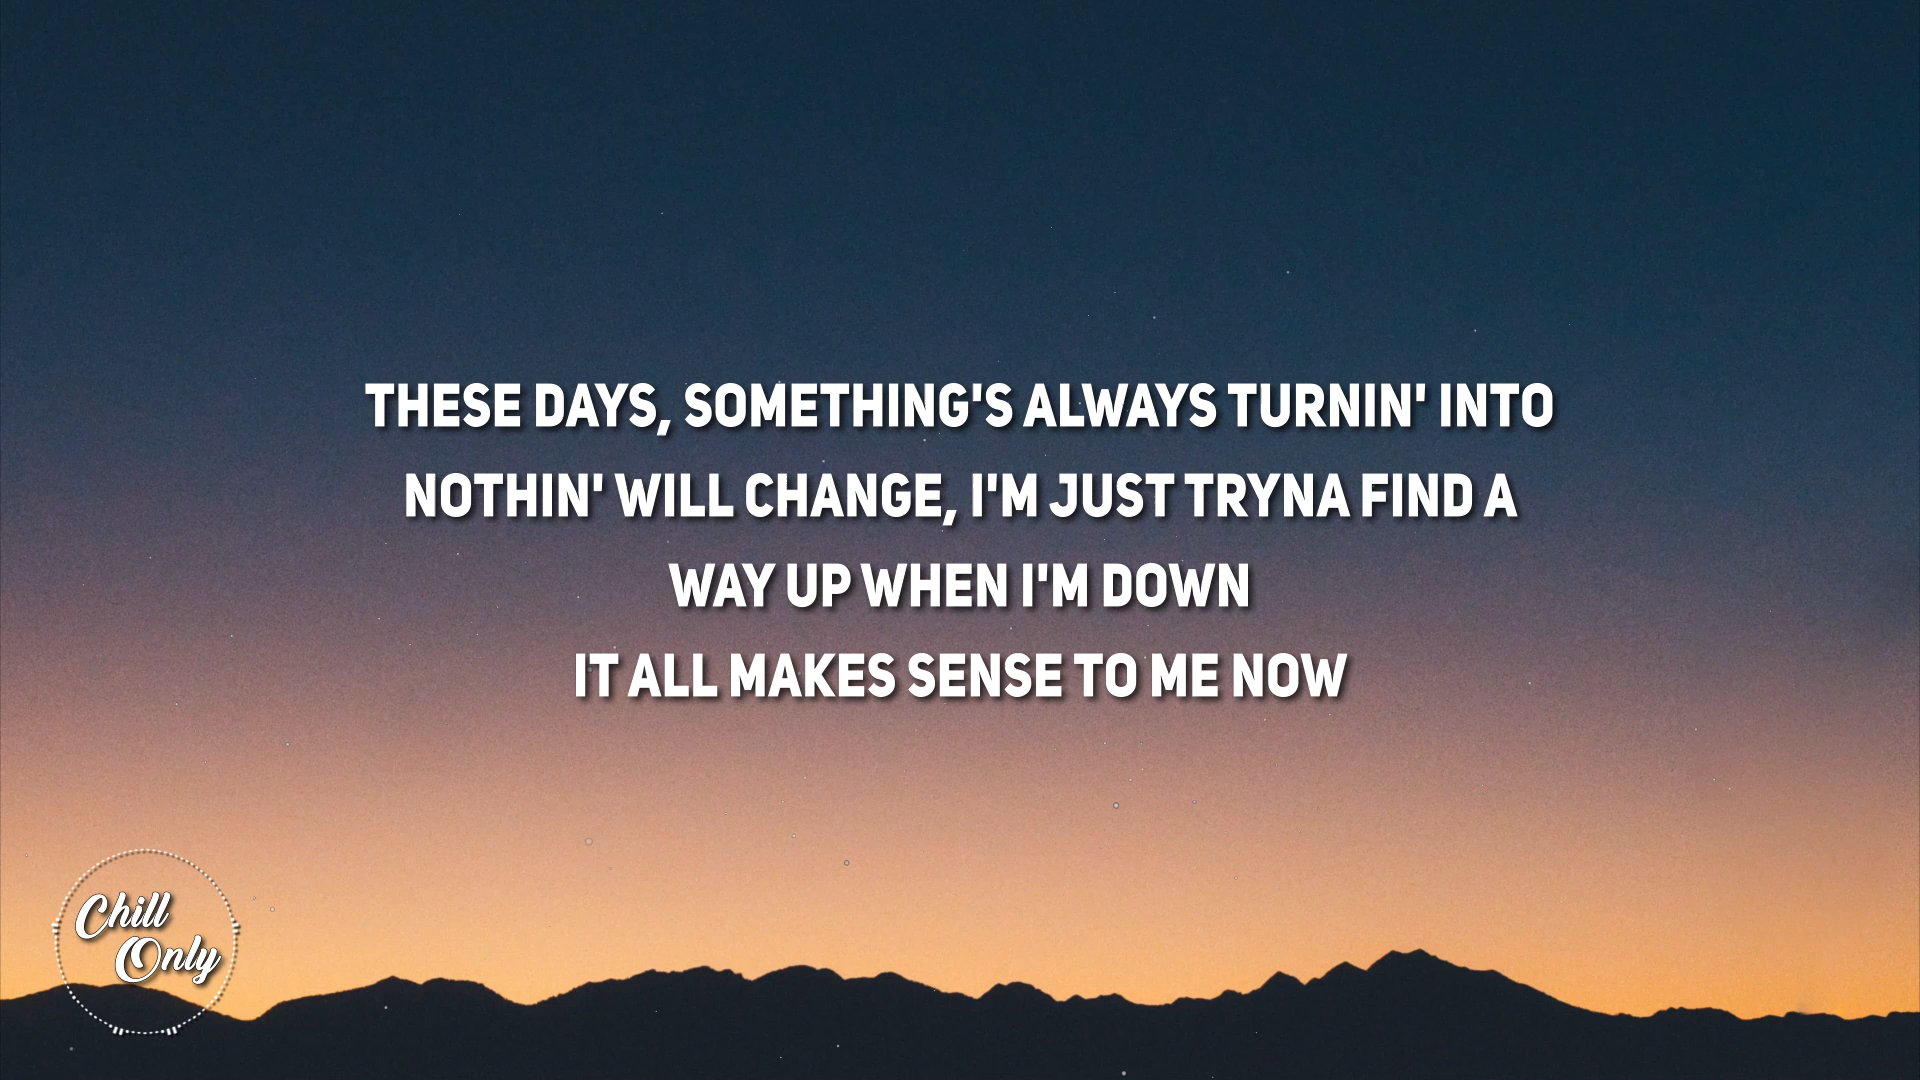 THESE DAYS, SOMETHING'S ALWAYS TURNIN' INTO
NOTHIN' WILL CHANGE, I'M JUST TRYNA FIND A
WAY UP WHEN I'M DOWN
IT ALL MAKES SENSE TO ME NOW
Chill
Only